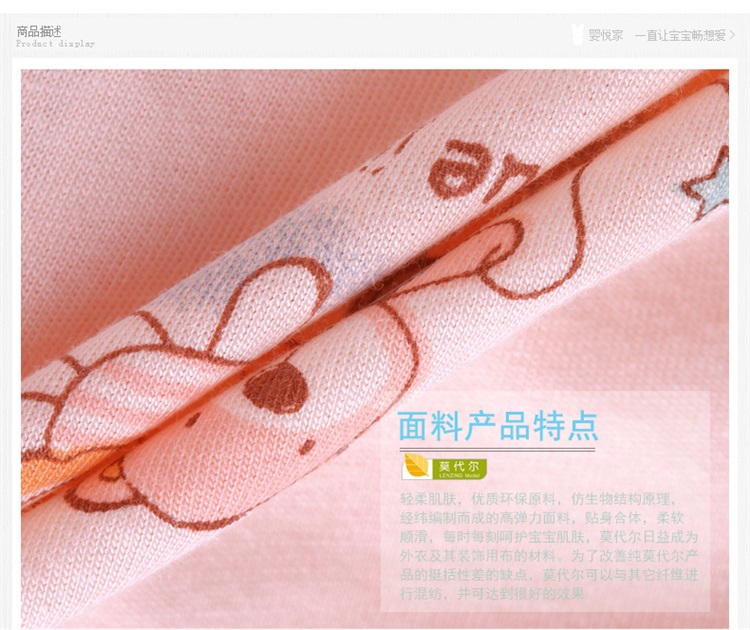 商品描述
Product display
婴悦家 一直让宝宝畅想爱 >
er
面料产品特点
莫代尔
LENZING Modal
轻柔肌肤，优质环保原料，仿生物结构原理，
经纬编制而成的高弹力面料，贴身合体，柔软
顺滑，每时每刻呵护宝宝肌肤，莫代尔日益成为
外衣及其装饰用布的材料。为了改善纯莫代尔产
品的挺括性差的缺点，莫代尔可以与其它纤维进
行混纺，并可达到很好的效果